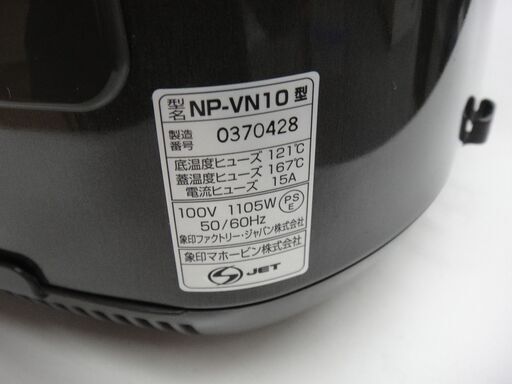 型名 NP-VN10 型
製造番号 0370428
底温度ヒューズ 121℃
蓋温度ヒューズ 167℃
電流ヒューズ 15A
100V 1105W PSE
50/60Hz
象印ファクトリー・ジャパン株式会社
象印マホービン株式会社
S JET